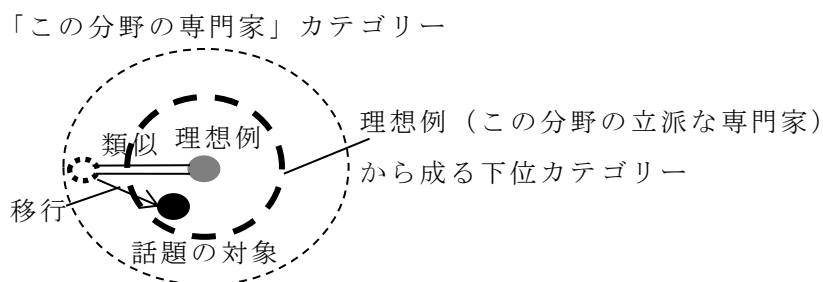 「この分野の専門家」カテゴリー
類似
理想例
理想例（この分野の立派な専門家）
から成る下位カテゴリー
移行
話題の対象